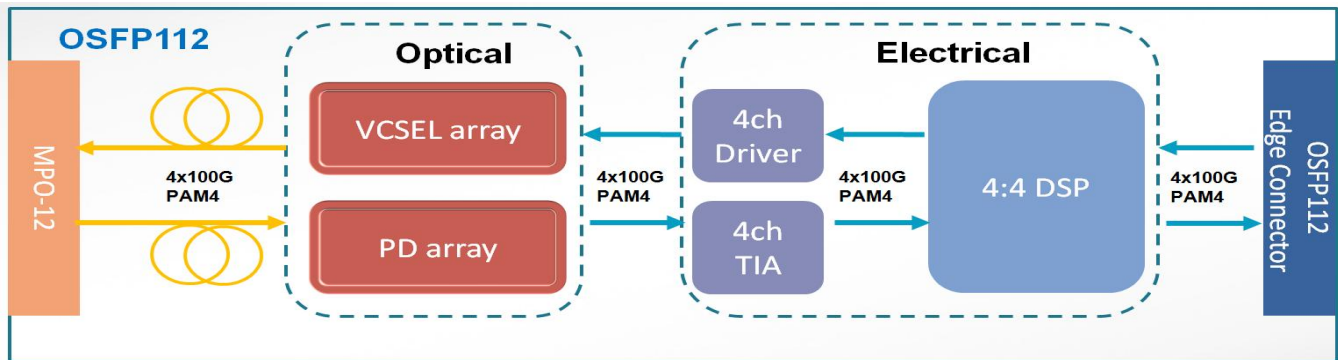 OSFP112
Optical
Electrical
MPO-12
4x100G
PAM4
VCSEL array
PD array
4x100G
PAM4
4ch
Driver
4ch
TIA
4x100G
PAM4
4:4 DSP
4x100G
PAM4
OSFP112
Edge Connector